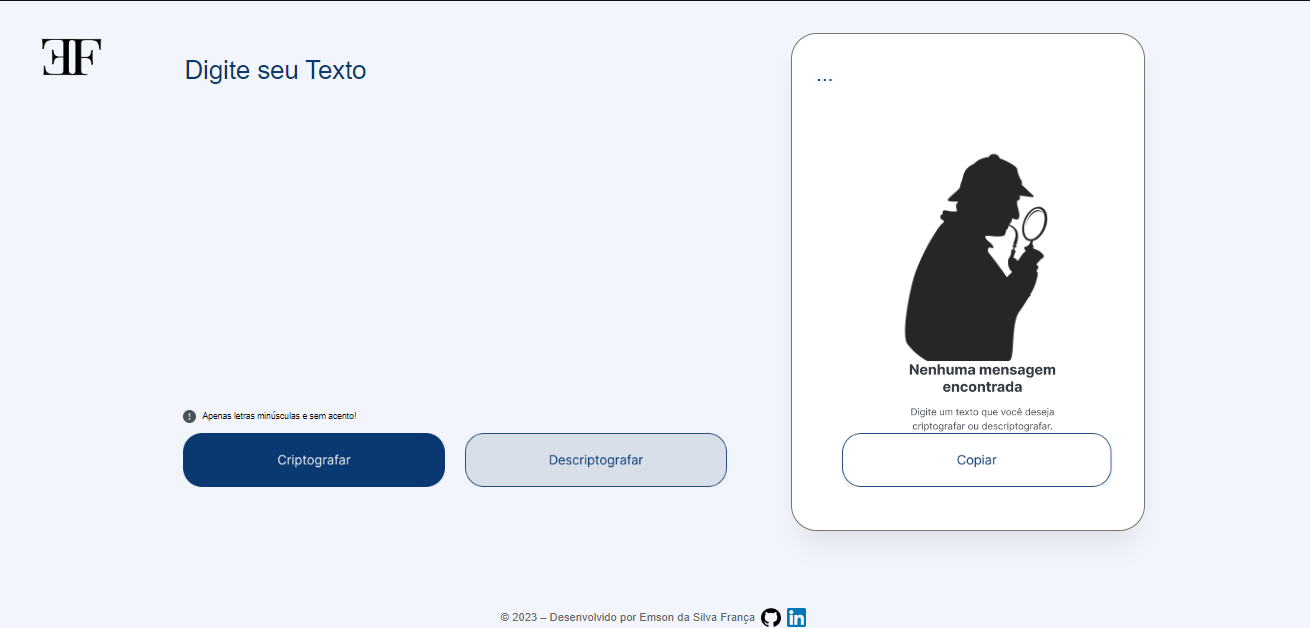 Digite seu Texto
...
Nenhuma mensagem
encontrada
Digite um texto que você deseja
criptografar ou descriptografar.
Apenas letras minúsculas e sem acento!
Criptografar
Descriptografar
Copiar
© 2023 – Desenvolvido por Emson da Silva França
in